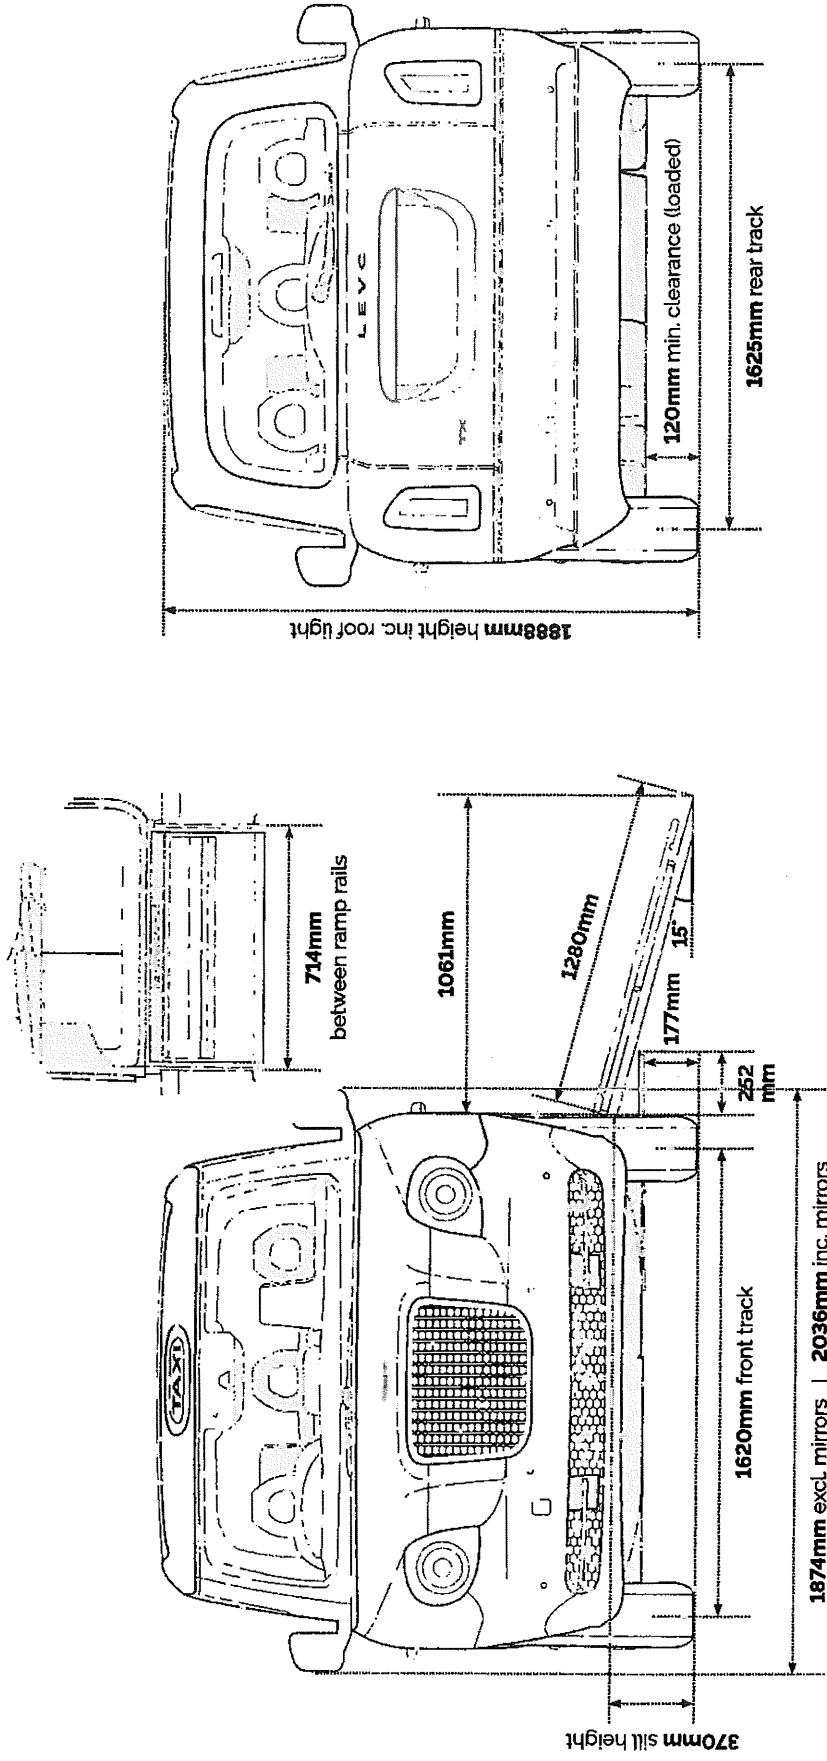 TAXI
370mm sill height
1620mm front track
1874mm excl. mirrors | 2036mm inc. mirrors
714mm
between ramp rails
1061mm
1280mm
15°
177mm
252
mm
1888mm height inc. roof light
LEVC
TX
120mm min. clearance (loaded)
1625mm rear track